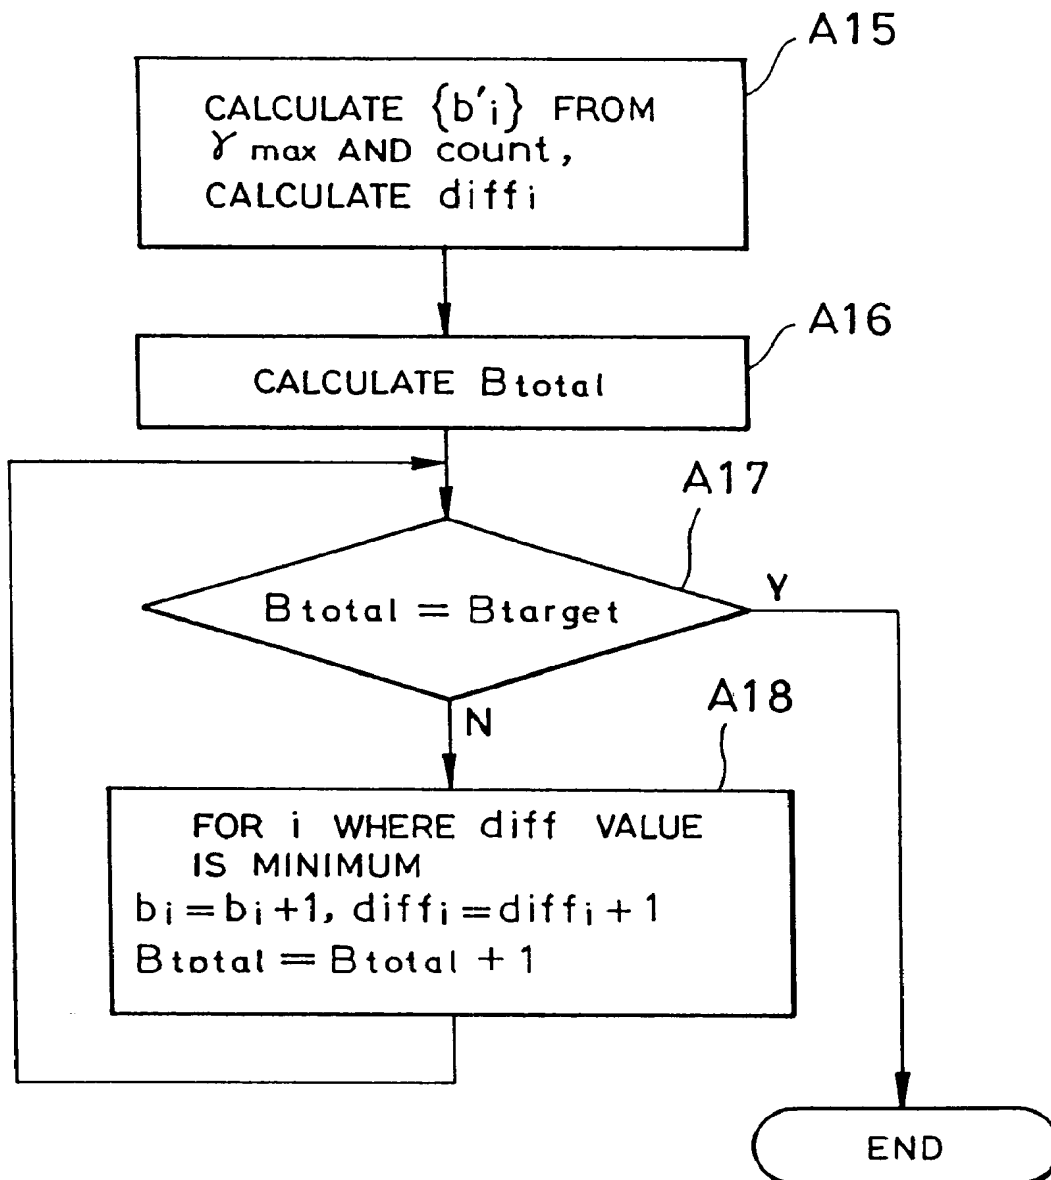 A15
CALCULATE {b'i} FROM
γmax AND count,
CALCULATE diffi
A16
CALCULATE Btotal
A17
Btotal = Btarget
Y
N
A18
FOR i WHERE diff VALUE
IS MINIMUM
bi = bi+1, diffi = diffi + 1
Btotal = Btotal + 1
END